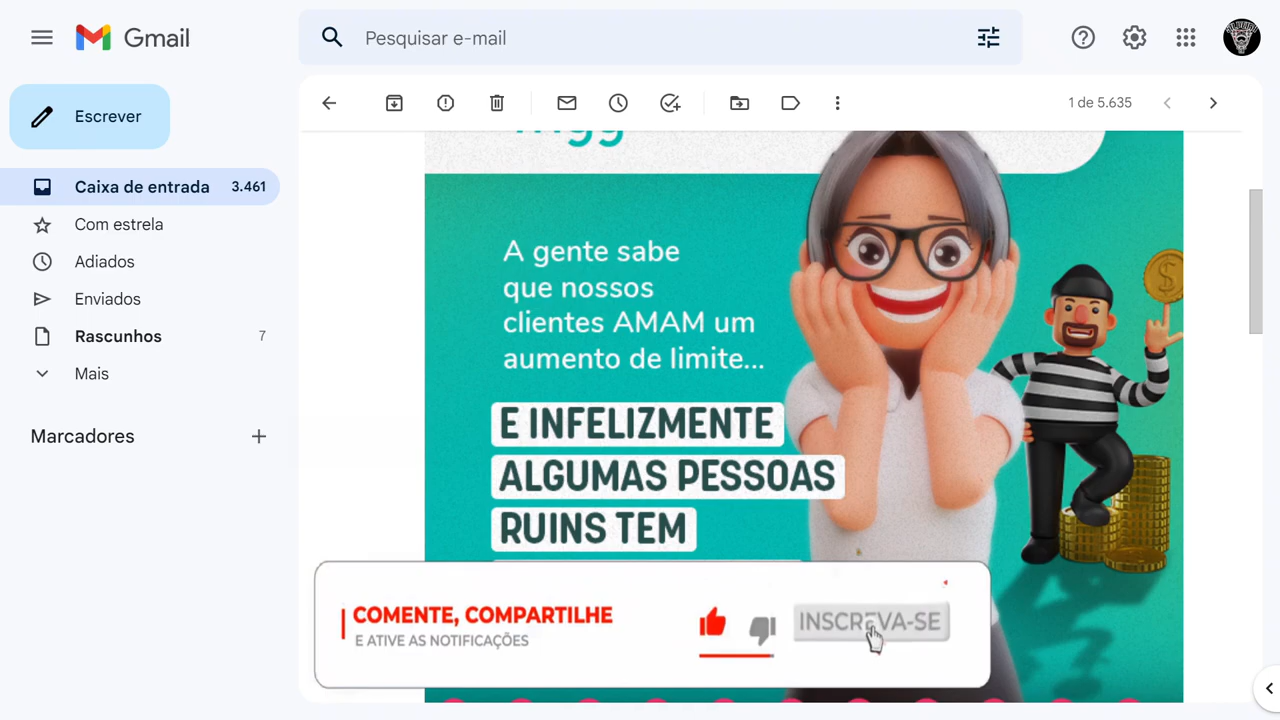 Gmail
Pesquisar e-mail
Escrever
1 de 5.635
Caixa de entrada 3.461
Com estrela
Adiados
Enviados
Rascunhos 7
Mais
Marcadores
A gente sabe
que nossos
clientes AMAM um
aumento de limite...
E INFELIZMENTE
ALGUMAS PESSOAS
RUINS TEM
COMENTE, COMPARTILHE
E ATIVE AS NOTIFICAÇÕES
INSCREVA-SE